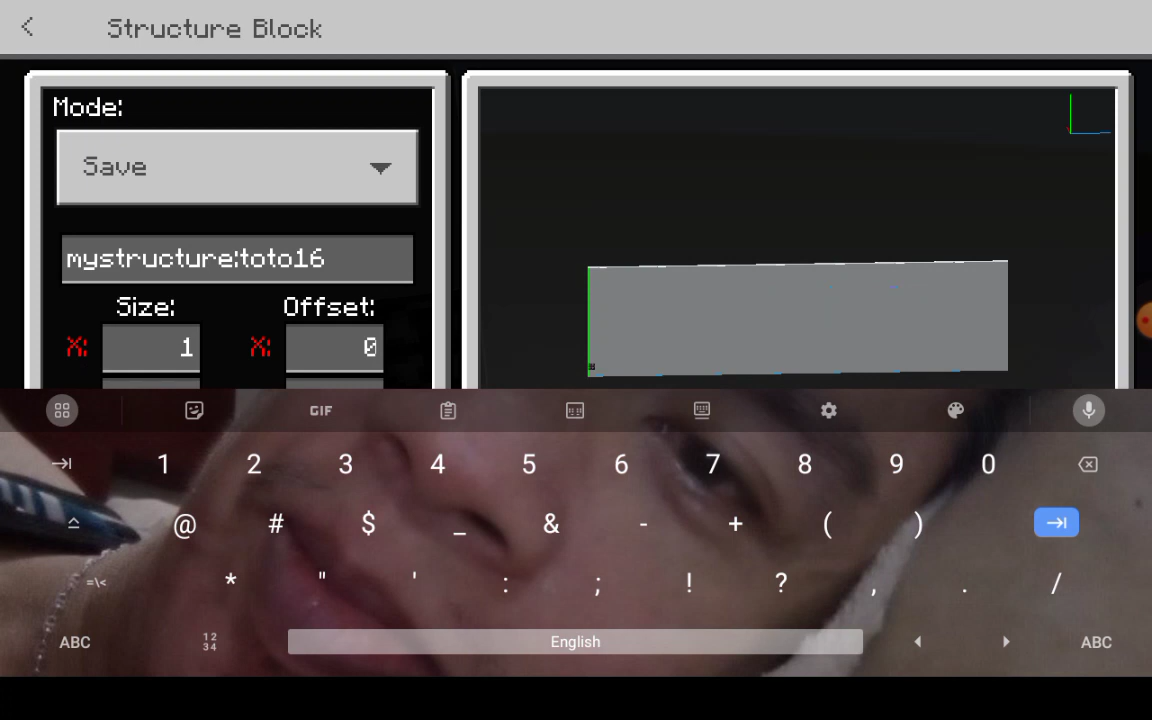 Structure Block
Mode:
Save
mystructure:toto16
Size: Offset:
X: 1 X: 0
GIF
1 2 3 4 5 6 7 8 9 0
@ # $ _ & - + ( )
=\< * " ' : ; ! ? , . /
ABC 12 34 English ABC